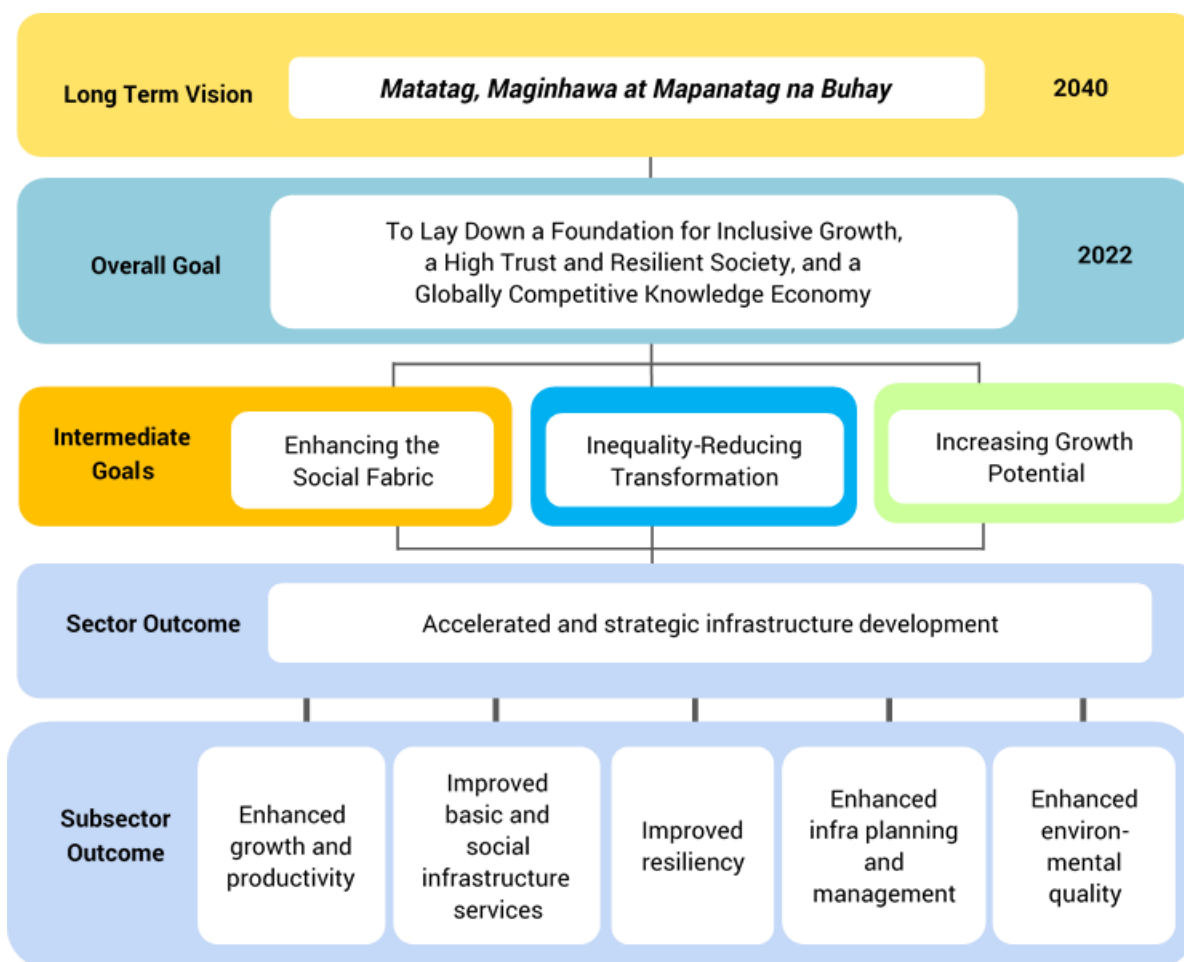 Long Term Vision
Matatag, Maginhawa at Mapanatag na Buhay
2040
Overall Goal
To Lay Down a Foundation for Inclusive Growth,
a High Trust and Resilient Society, and a
Globally Competitive Knowledge Economy
2022
Intermediate
Goals
Enhancing the
Social Fabric
Inequality-Reducing
Transformation
Increasing Growth
Potential
Sector Outcome
Accelerated and strategic infrastructure development
Subsector
Outcome
Enhanced
growth and
productivity
Improved
basic and
social
infrastructure
services
Improved
resiliency
Enhanced
infra planning
and
management
Enhanced
environ-
mental
quality